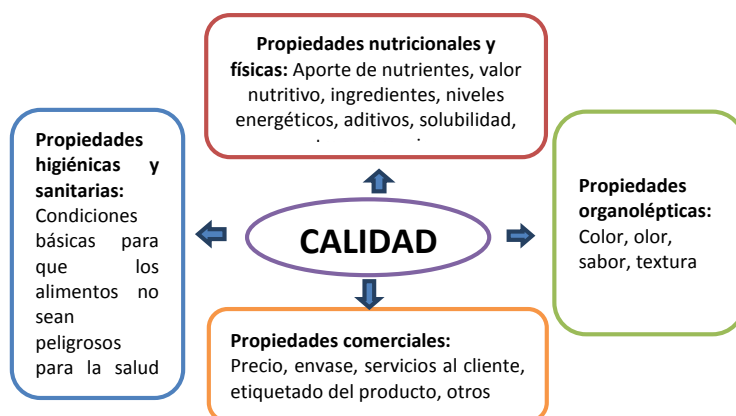 Propiedades nutricionales y
físicas: Aporte de nutrientes, valor
nutritivo, ingredientes, niveles
energéticos, aditivos, solubilidad,
Propiedades
higiénicas y
sanitarias:
Condiciones
básicas para
que los
alimentos no
sean
peligrosos
para la salud
CALIDAD
Propiedades
organolépticas:
Color, olor,
sabor, textura
Propiedades comerciales:
Precio, envase, servicios al cliente,
etiquetado del producto, otros